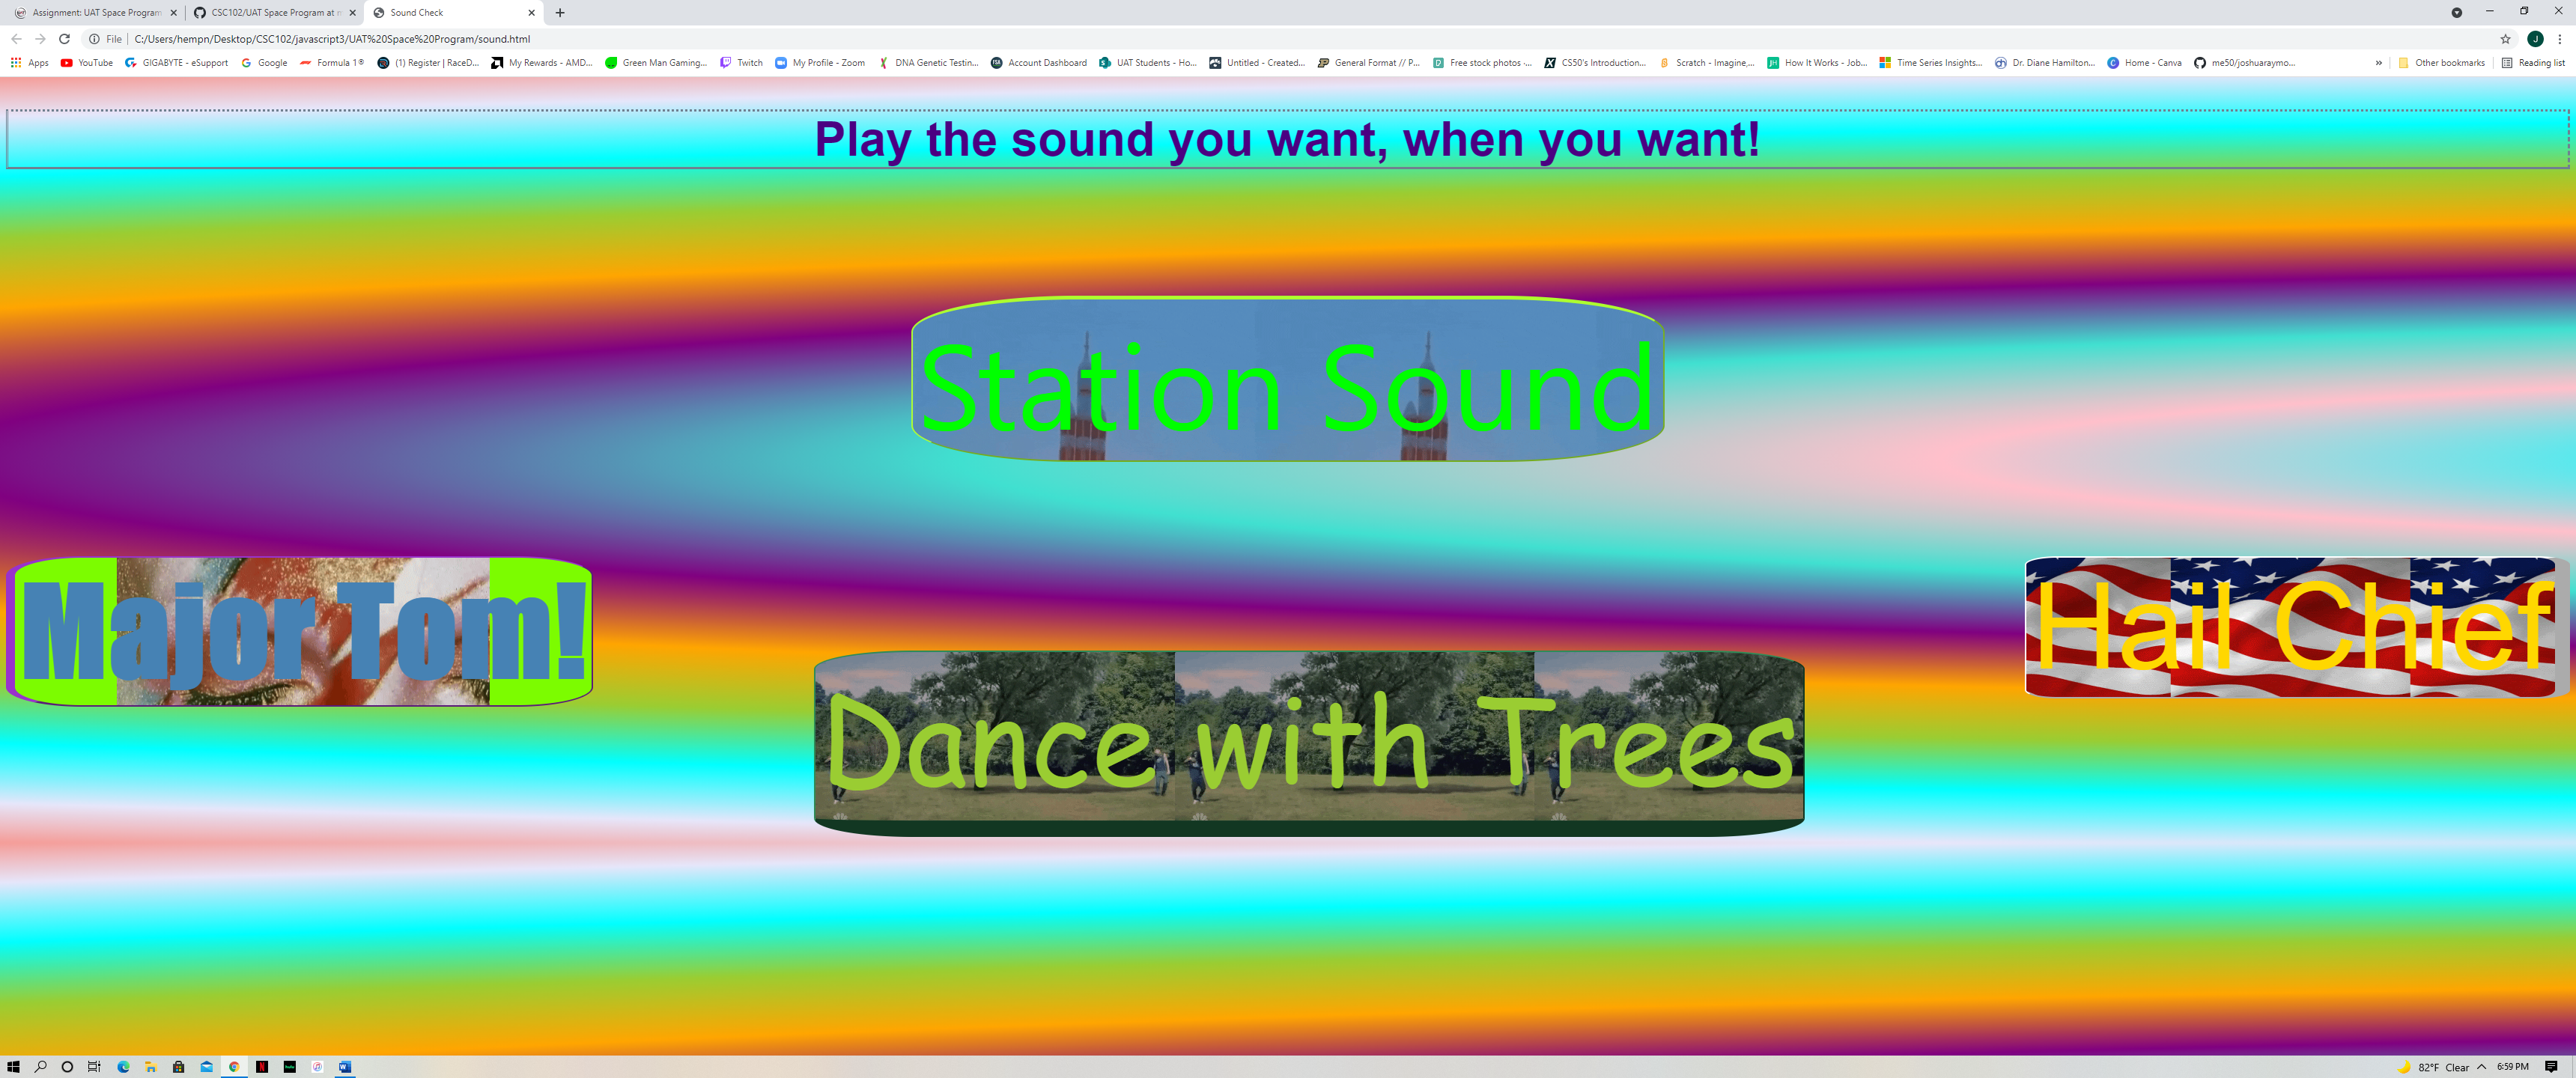 Assignment: UAT Space Program
CSC102/UAT Space Program at m
Sound Check
File
C:/Users/hempn/Desktop/CSC102/javascript3/UAT%20Space%20Program/sound.html
J
Apps
YouTube
GIGABYTE - eSupport
Google
Formula 1®
(1) Register | RaceD...
My Rewards - AMD...
Green Man Gaming...
Twitch
My Profile - Zoom
DNA Genetic Testin...
Account Dashboard
UAT Students - Ho...
Untitled - Created...
General Format // P...
Free stock photos ·...
CS50's Introduction...
Scratch - Imagine,...
How It Works - Job...
Time Series Insights...
Dr. Diane Hamilton...
Home - Canva
me50/joshuaraymo...
»
Other bookmarks
Reading list
Play the sound you want, when you want!
Station Sound
Major Tom!
Hail Chief
Dance with Trees
82°F Clear
6:59 PM